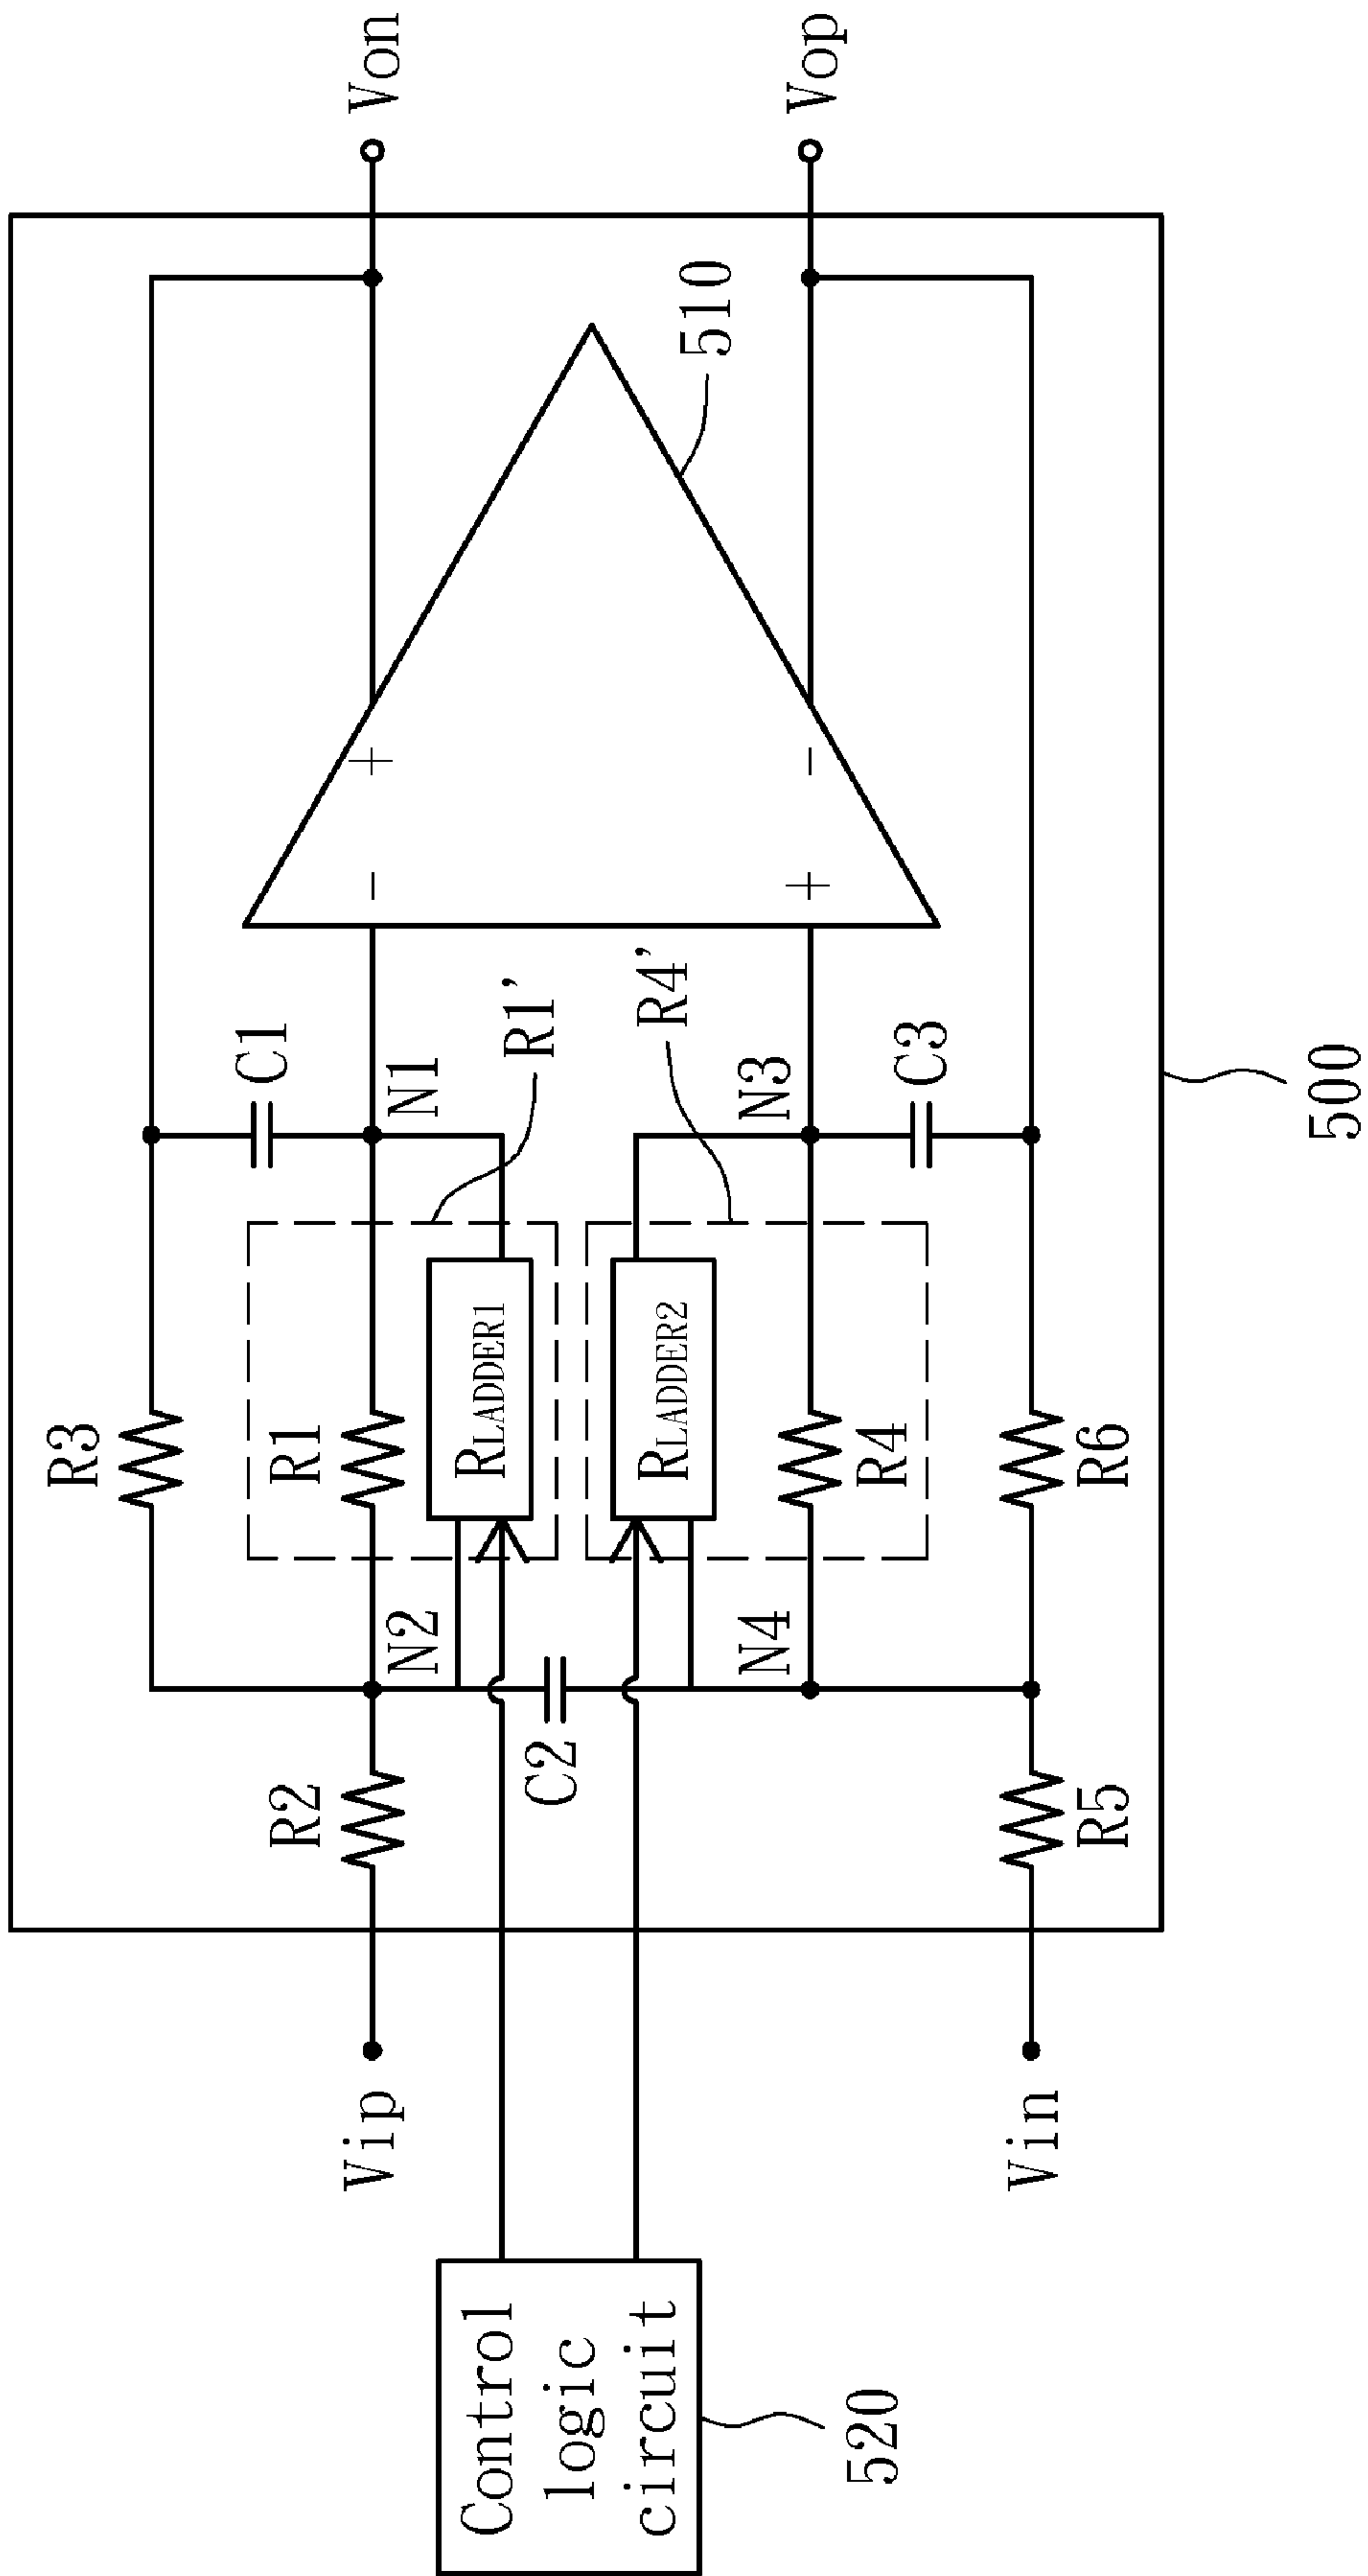 Von
Vop
510
R1'
R4'
C1
N1
N3
C3
500
R3
R1
RLADDER1
RLADDER2
R4
R6
N2
N4
R2
C2
R5
Vip
Vin
Control
logic
circuit
520
+
-
-
+